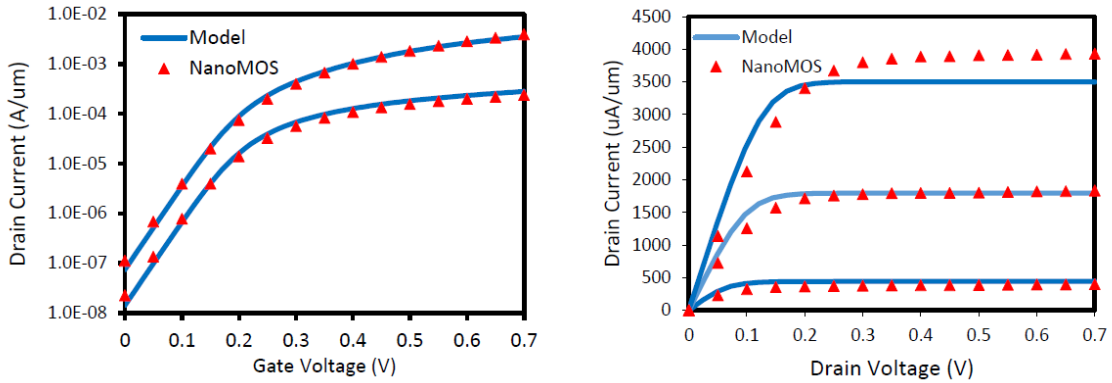 Drain Current (A/um)
1.0E-02
1.0E-03
1.0E-04
1.0E-05
1.0E-06
1.0E-07
1.0E-08
Model
NanoMOS
0 0.1 0.2 0.3 0.4 0.5 0.6 0.7
Gate Voltage (V)
Drain Current (uA/um)
4500
4000
3500
3000
2500
2000
1500
1000
500
0
Model
NanoMOS
0 0.1 0.2 0.3 0.4 0.5 0.6 0.7
Drain Voltage (V)